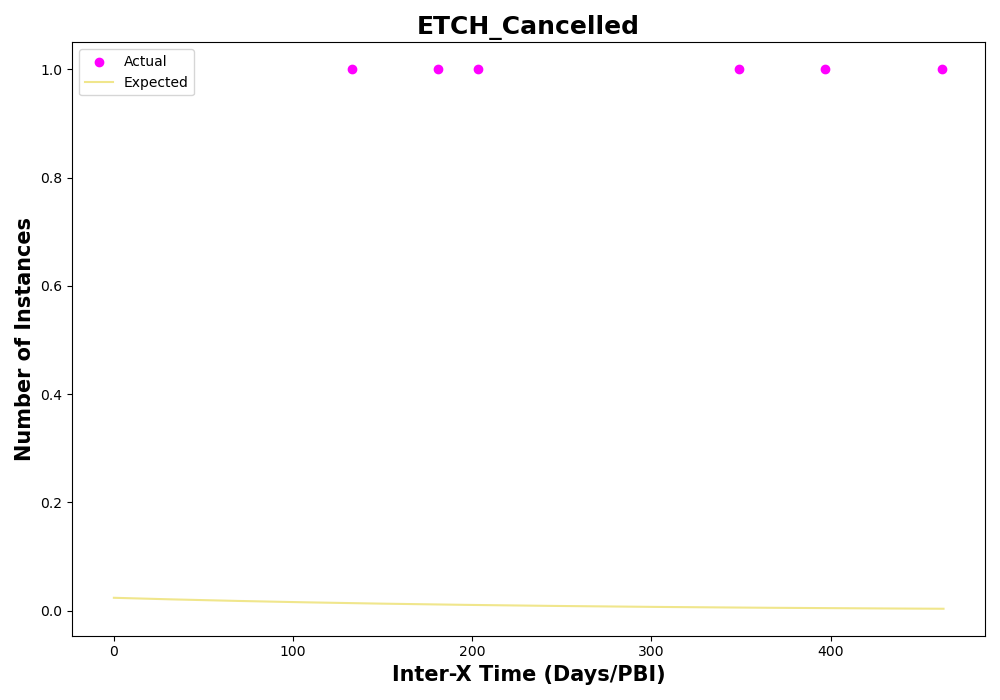 ETCH_Cancelled
Actual
Expected
1.0
0.8
0.6
0.4
0.2
0.0
Number of Instances
0
100
200
300
400
Inter-X Time (Days/PBI)